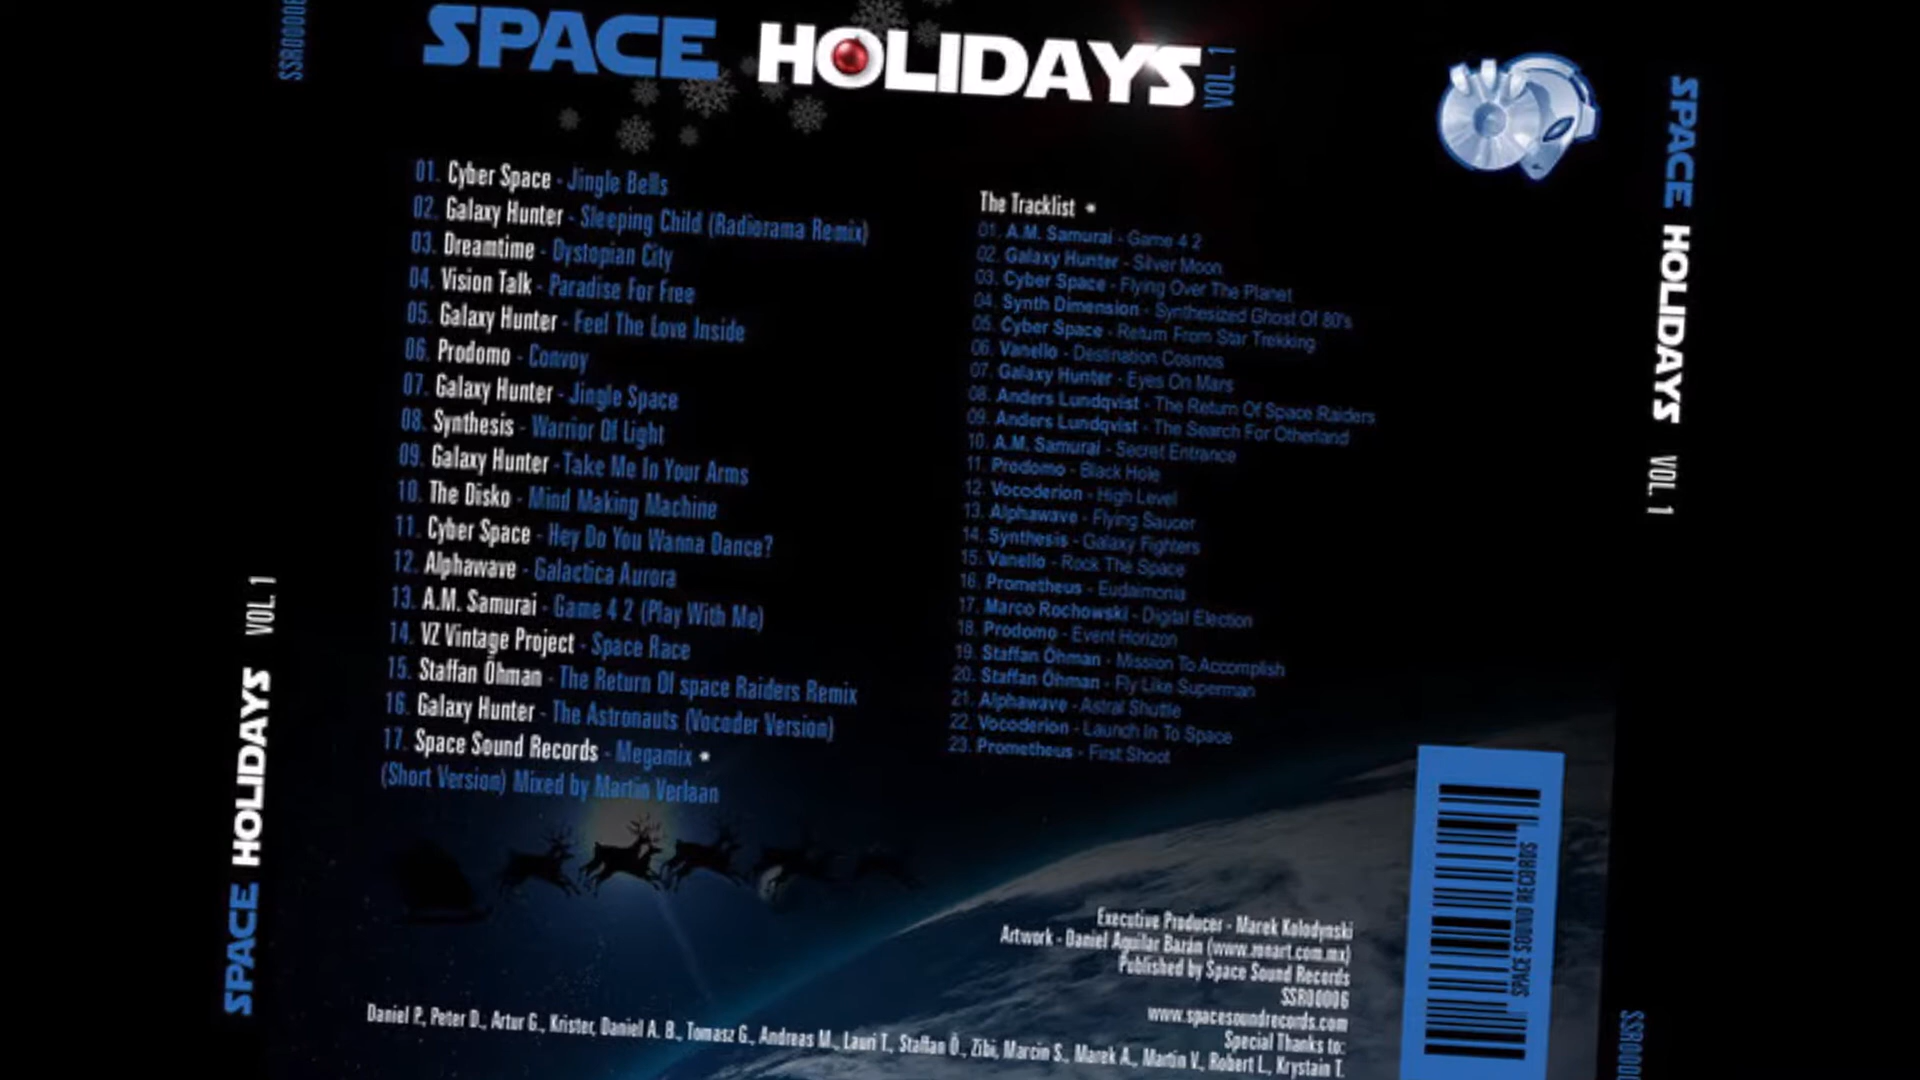 SSR00006
SPACE HOLIDAYS VOL. 1
SPACE HOLIDAYS VOL. 1
01. Cyber Space - Jingle Bells
02. Galaxy Hunter - Sleeping Child (Radiorama Remix)
03. Dreamtime - Dystopian City
04. Vision Talk - Paradise For Free
05. Galaxy Hunter - Feel The Love Inside
06. Prodomo - Convoy
07. Galaxy Hunter - Jingle Space
08. Synthesis - Warrior Of Light
09. Galaxy Hunter - Take Me In Your Arms
10. The Disko - Mind Making Machine
11. Cyber Space - Hey Do You Wanna Dance?
12. Alphawave - Galactica Aurora
13. A.M. Samurai - Game 4 2 (Play With Me)
14. VZ Vintage Project - Space Race
15. Staffan Öhman - The Return Of space Raiders Remix
16. Galaxy Hunter - The Astronauts (Vocoder Version)
17. Space Sound Records - Megamix *
(Short Version) Mixed by Martin Verlaan
The Tracklist *
01. A.M. Samurai - Game 4 2
02. Galaxy Hunter - Silver Moon
03. Cyber Space - Flying Over The Planet
04. Synth Dimension - Synthesized Ghost Of 80's
05. Cyber Space - Return From Star Trekking
06. Vanello - Destination Cosmos
07. Galaxy Hunter - Eyes On Mars
08. Anders Lundqvist - The Return Of Space Raiders
09. Anders Lundqvist - The Search For Otherland
10. A.M. Samurai - Secret Entrance
11. Prodomo - Black Hole
12. Vocoderion - High Level
13. Alphawave - Flying Saucer
14. Synthesis - Galaxy Fighters
15. Vanello - Rock The Space
16. Prometheus - Eudaimonia
17. Marco Rochowski - Digital Election
18. Prodomo - Event Horizon
19. Staffan Öhman - Mission To Accomplish
20. Staffan Öhman - Fly Like Superman
21. Alphawave - Astral Shuttle
22. Vocoderion - Launch In To Space
23. Prometheus - First Shoot
Executive Producer - Marek Kolodynski
Artwork - Daniel Aguilar Bazán (www.zonart.com.mx)
Published by Space Sound Records
SSR00006
www.spacesoundrecords.com
Special Thanks to:
Daniel P., Peter D., Artur G., Krister, Daniel A. B., Tomasz G., Andreas M., Lauri T., Staffan Ö., Zibi, Marcin S., Marek A., Martin V., Robert L., Krystain T.
SPACE SOUND RECORDS
SPACE HOLIDAYS VOL. 1